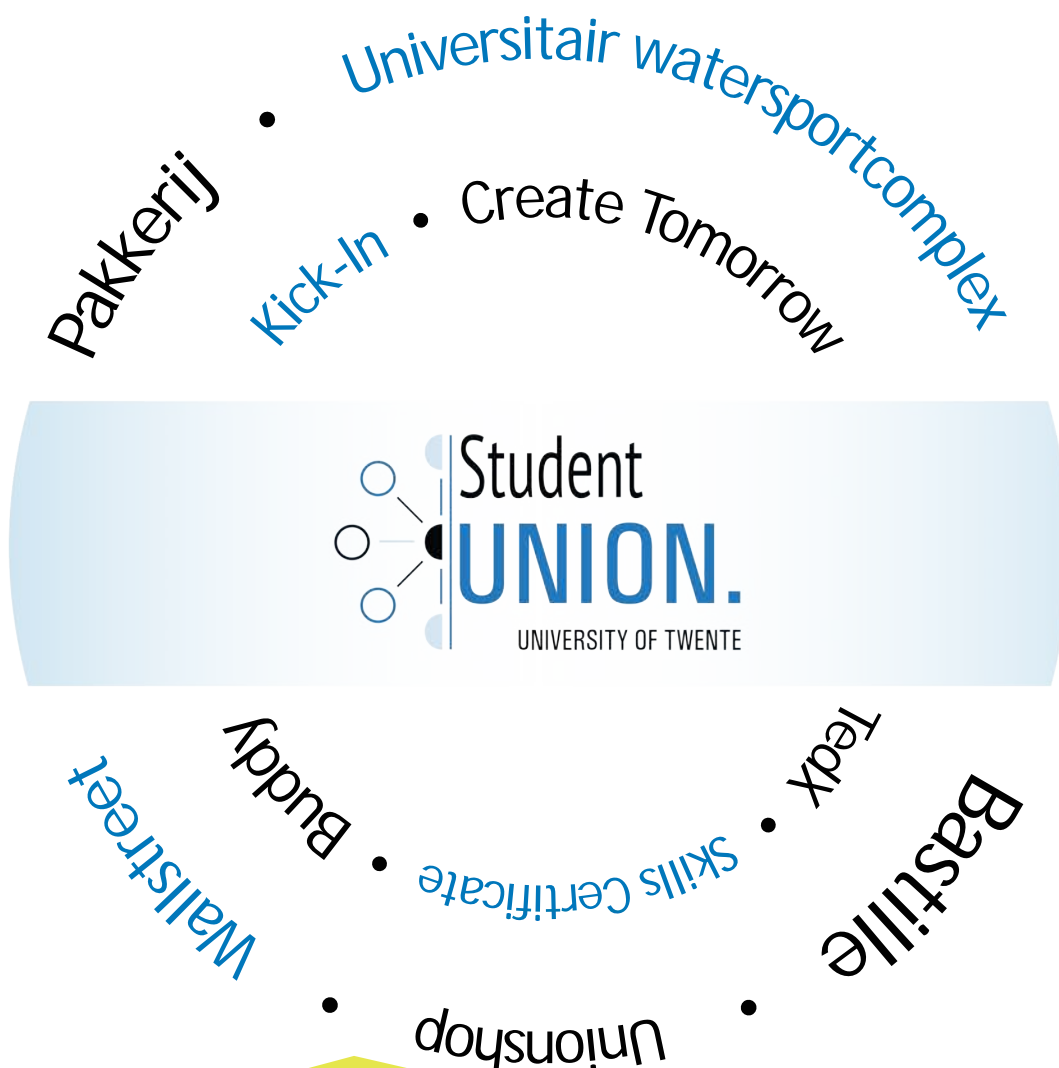 Pakkerij • Universitair watersportcomplex
Kick-In • Create Tomorrow
Student
UNION.
UNIVERSITY OF TWENTE
Tedx • Skills Certificate • Buddy
Bastille • Unionshop • Wallstreet